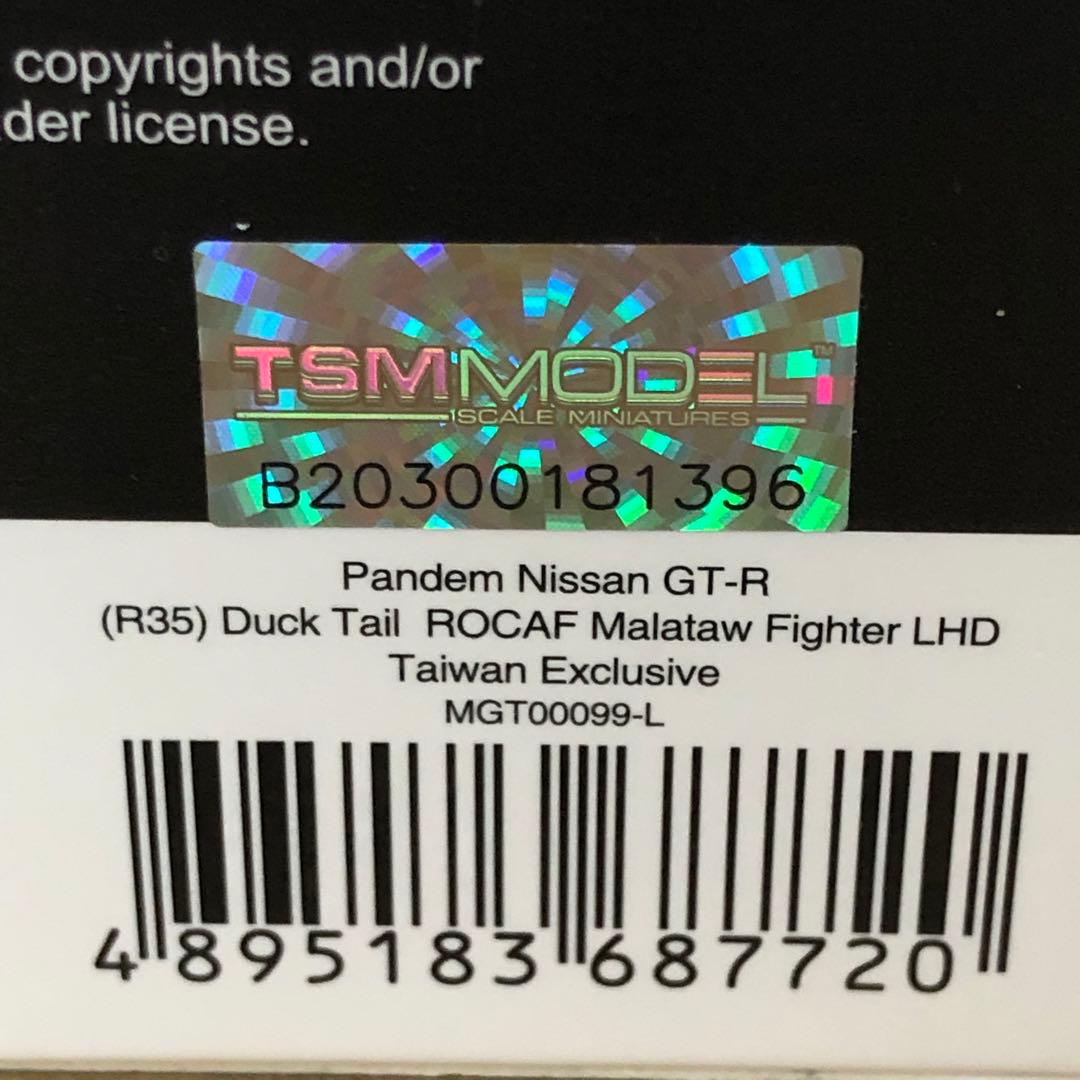 copyrights and/or
der license.
TSMMODEL™
SCALE MINIATURES
B20300181396
Pandem Nissan GT-R
(R35) Duck Tail ROCAF Malataw Fighter LHD
Taiwan Exclusive
MGT00099-L
4 895183 687720